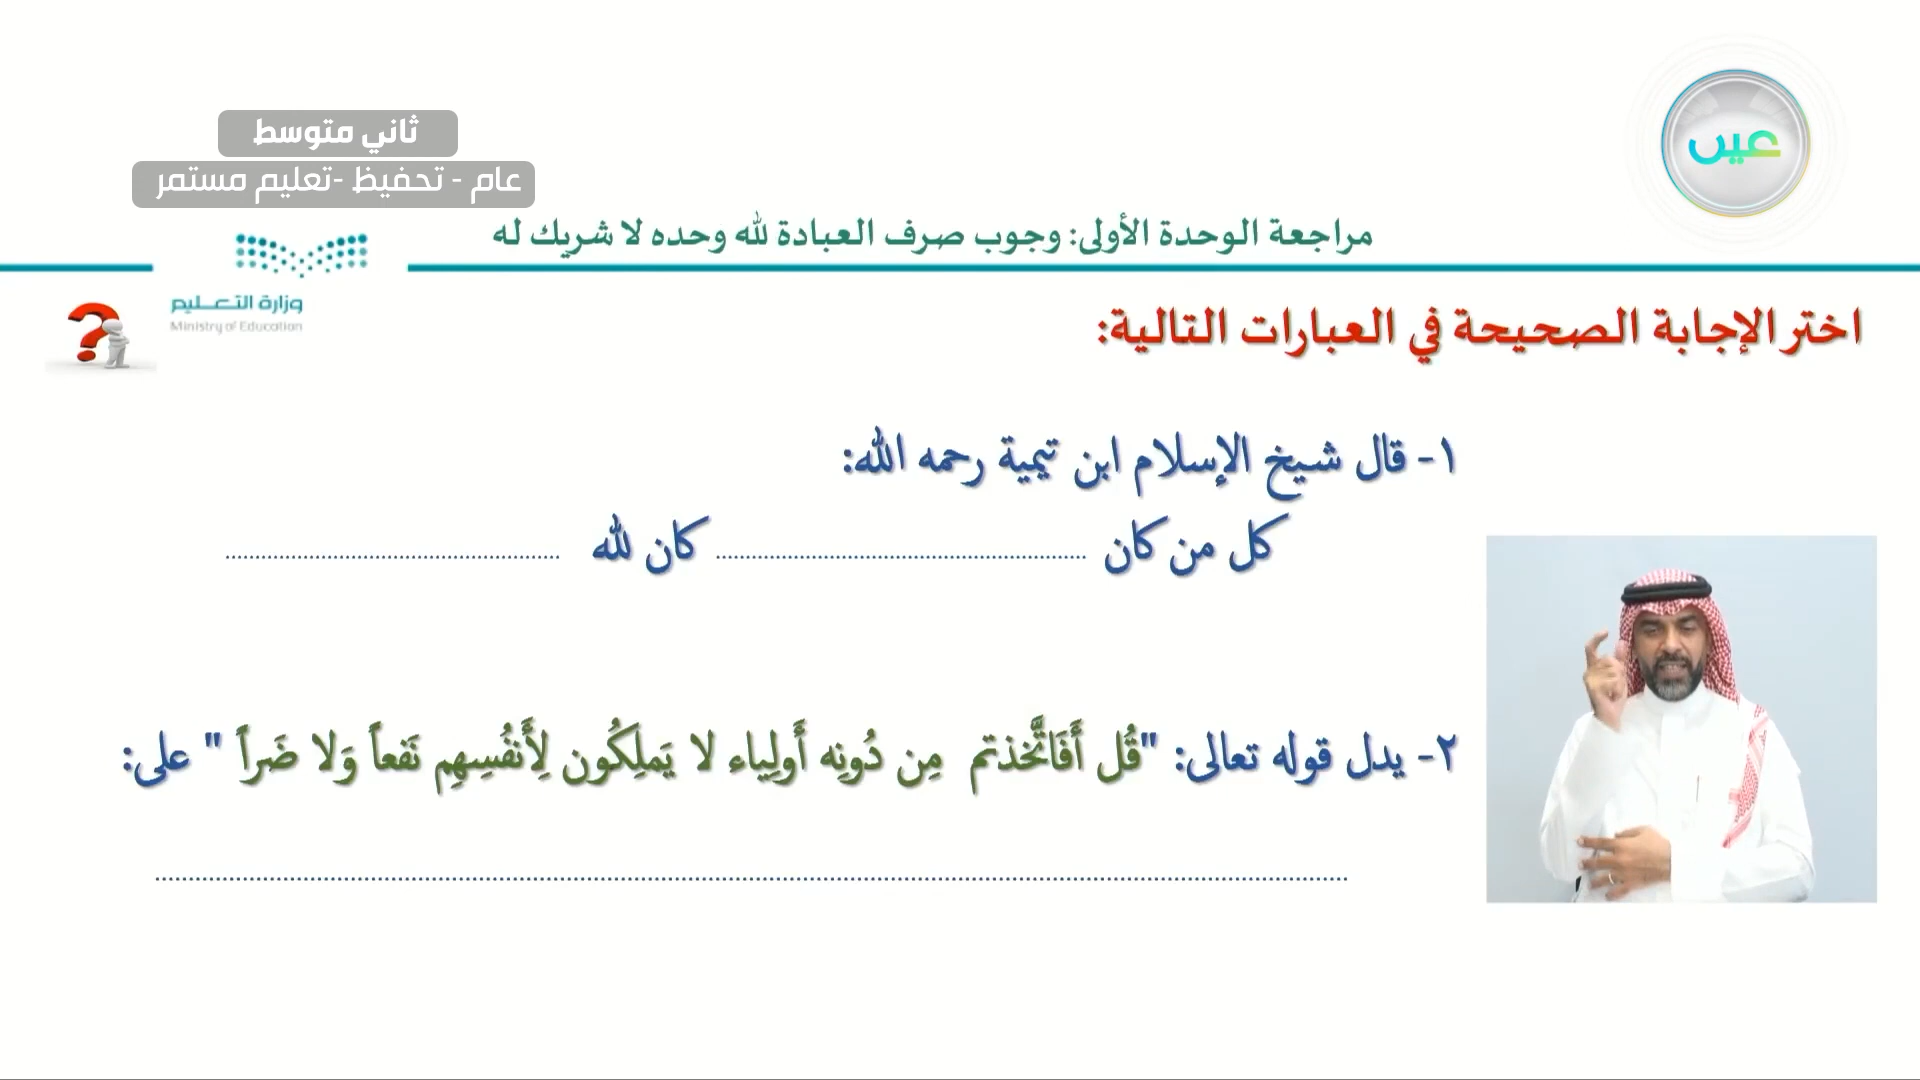 عين
ثاني متوسط
عام - تحفيظ -تعليم مستمر
مراجعة الوحدة الأولى: وجوب صرف العبادة لله وحده لا شريك له
وزارة التعليم
Ministry of Education
اختر الإجابة الصحيحة في العبارات التالية:
١- قال شيخ الإسلام ابن تيمية رحمه الله:
كل من كان ........................ كان لله ........................
٢- يدل قوله تعالى: "قُل أَفَاتَّخذتم مِن دُونِه أَولِياء لا يَملِكُون لِأَنفُسِهِم نَفعاً وَلا ضَراً " على:
........................................................................